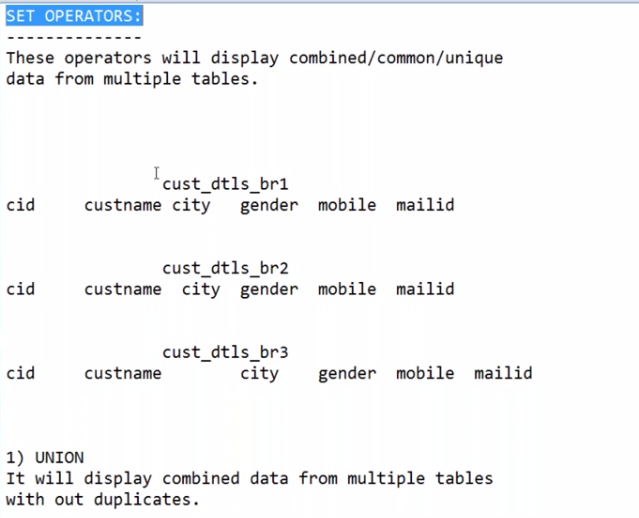 SET OPERATORS:
--------------
These operators will display combined/common/unique
data from multiple tables.
cust_dtls_br1
cid custname city gender mobile mailid
cust_dtls_br2
cid custname city gender mobile mailid
cust_dtls_br3
cid custname city gender mobile mailid
1) UNION
It will display combined data from multiple tables
with out duplicates.